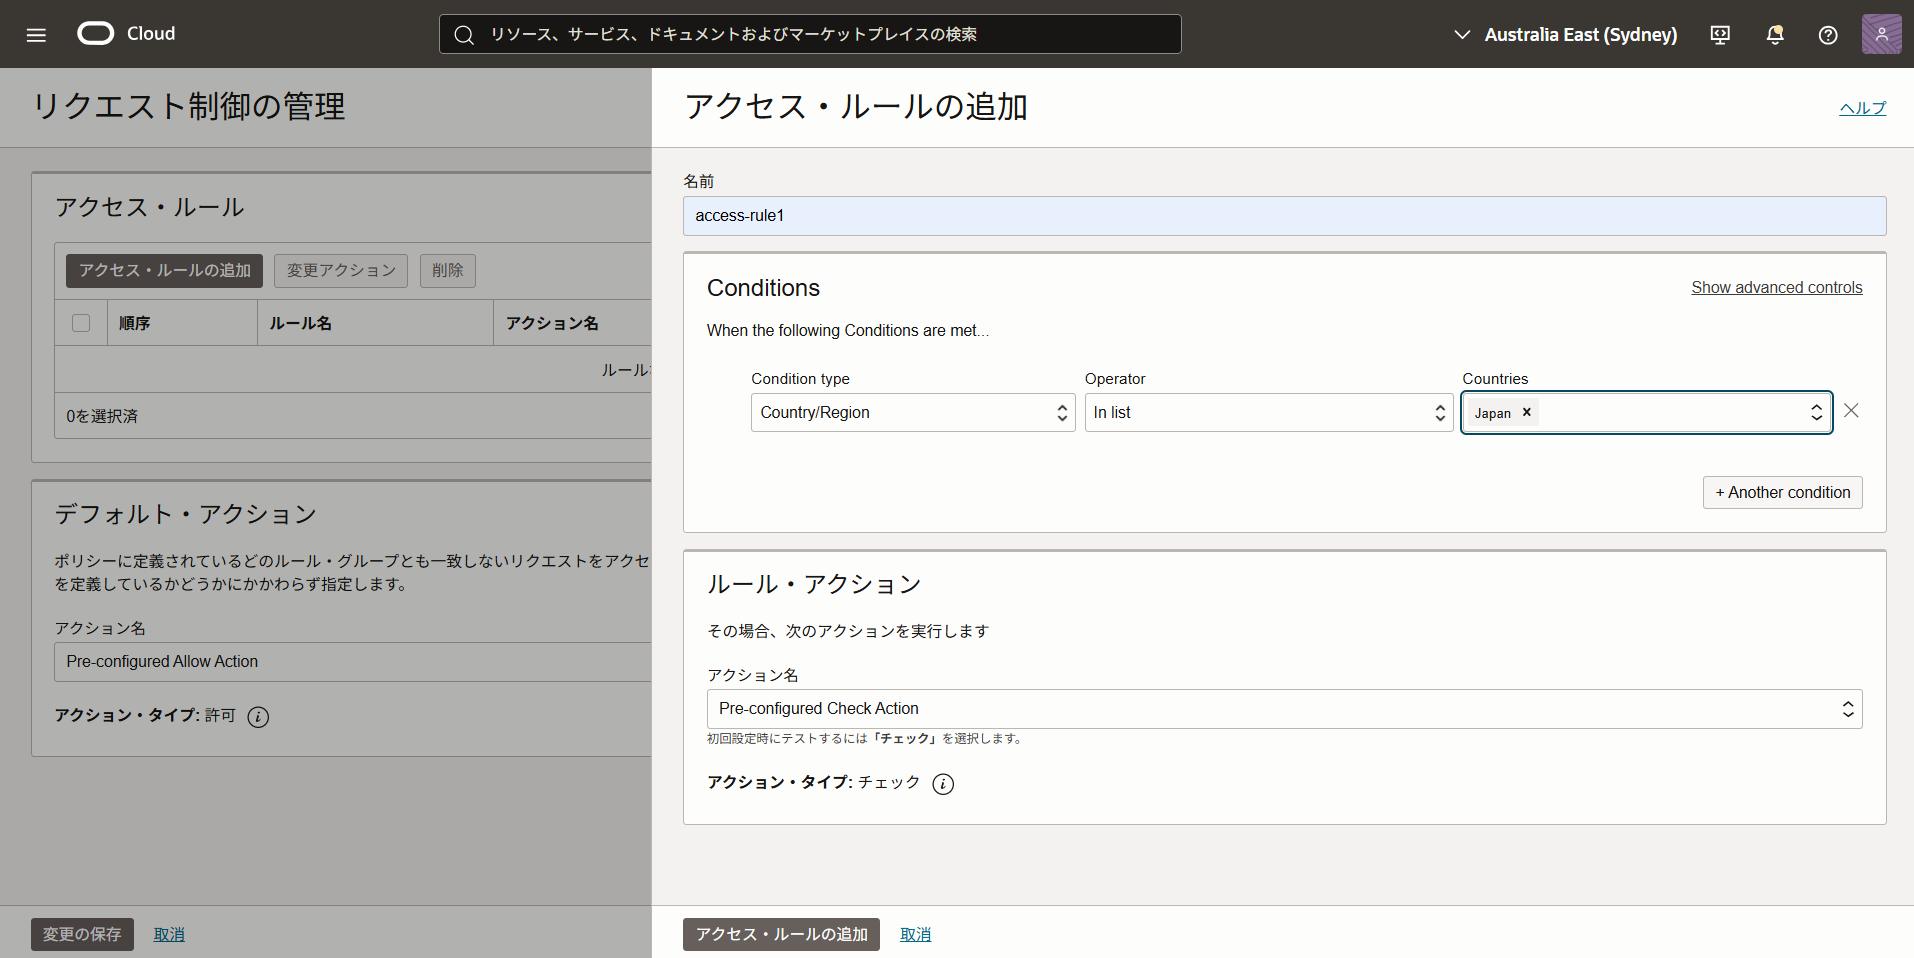 Cloud
リソース、サービス、ドキュメントおよびマーケットプレイスの検索
Australia East (Sydney)
リクエスト制御の管理
アクセス・ルール
アクセス・ルールの追加
変更アクション
削除
順序
ルール名
アクション名
ルール
0を選択済
デフォルト・アクション
ポリシーに定義されているどのルール・グループとも一致しないリクエストをアクセ
を定義しているかどうかにかかわらず指定します。
アクション名
Pre-configured Allow Action
アクション・タイプ: 許可
変更の保存
取消
アクセス・ルールの追加
ヘルプ
名前
access-rule1
Conditions
Show advanced controls
When the following Conditions are met...
Condition type
Operator
Countries
Country/Region
In list
Japan
+ Another condition
ルール・アクション
その場合、次のアクションを実行します
アクション名
Pre-configured Check Action
初回設定時にテストするには「チェック」を選択します。
アクション・タイプ: チェック
アクセス・ルールの追加
取消